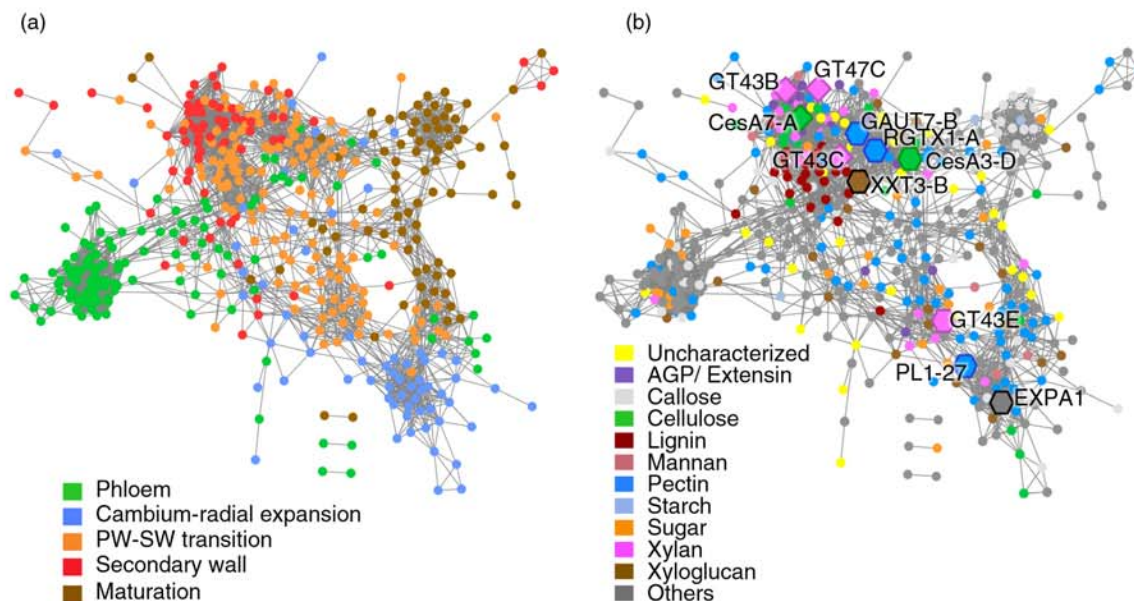 (a)
(b)
GT43B
GT47C
CesA7-A
GAUT7-B
RGTX1-A
GT43C
CesA3-D
XXT3-B
GT43E
PL1-27
EXPA1
Phloem
Cambium-radial expansion
PW-SW transition
Secondary wall
Maturation
Uncharacterized
AGP/ Extensin
Callose
Cellulose
Lignin
Mannan
Pectin
Starch
Sugar
Xylan
Xyloglucan
Others